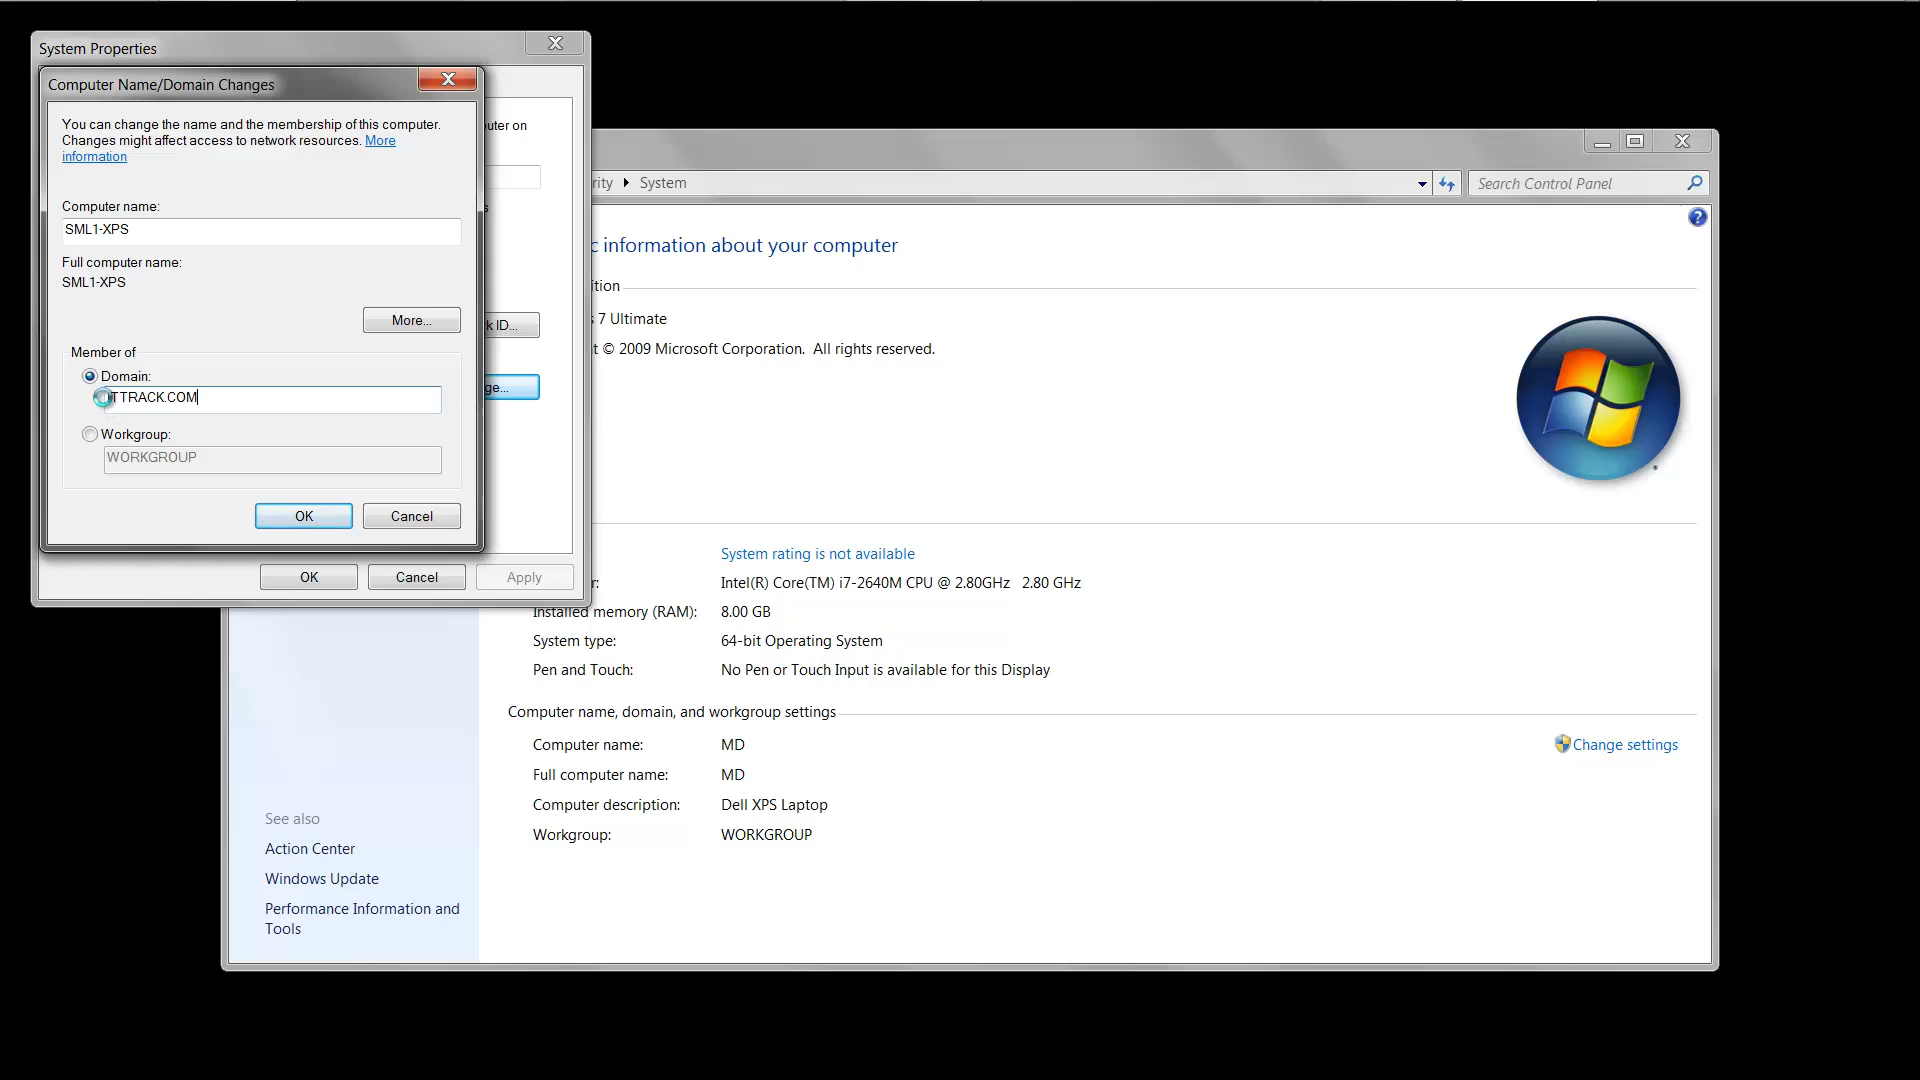 System Properties
Computer Name/Domain Changes
You can change the name and the membership of this computer.
Changes might affect access to network resources. More
information
Computer name:
SML1-XPS
Full computer name:
SML1-XPS
More...
Member of
Domain:
TTRACK.COM
Workgroup:
WORKGROUP
OK
Cancel
uter on
s
k ID...
ge...
OK
Cancel
Apply
rity
System
Search Control Panel
c information about your computer
ition
s 7 Ultimate
t © 2009 Microsoft Corporation. All rights reserved.
System rating is not available
r:
Intel(R) Core(TM) i7-2640M CPU @ 2.80GHz 2.80 GHz
Installed memory (RAM):
8.00 GB
System type:
64-bit Operating System
Pen and Touch:
No Pen or Touch Input is available for this Display
Computer name, domain, and workgroup settings
Computer name:
MD
Change settings
Full computer name:
MD
Computer description:
Dell XPS Laptop
Workgroup:
WORKGROUP
See also
Action Center
Windows Update
Performance Information and
Tools